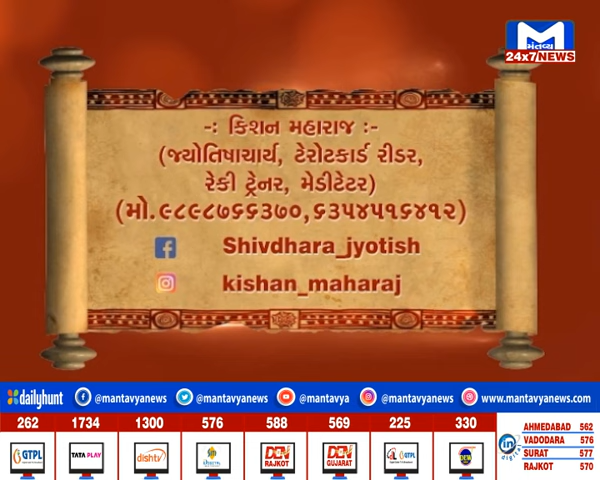 મંતવ્ય
24x7NEWS
-: કિશન મહારાજ :-
(જ્યોતિષાચાર્ય, ટેરોટકાર્ડ રીડર,
રેકી ટ્રેનર, મેડીટેટર)
(મો.૯૮૯૮૭૬૬૩૭૦,૬૩૫૪૫૧૬૪૧૨)
Shivdhara_jyotish
kishan_maharaj
dailyhunt @mantavyanews @mantavyanews @mantavya @mantavyanews www.mantavyanews.com
262 1734 1300 576 588 569 225 330
GTPL TATA PLAY dishtv DEN RAJKOT DEN GUJARAT GTPL DEN
in digital
AHMEDABAD 562
VADODARA 576
SURAT 577
RAJKOT 570